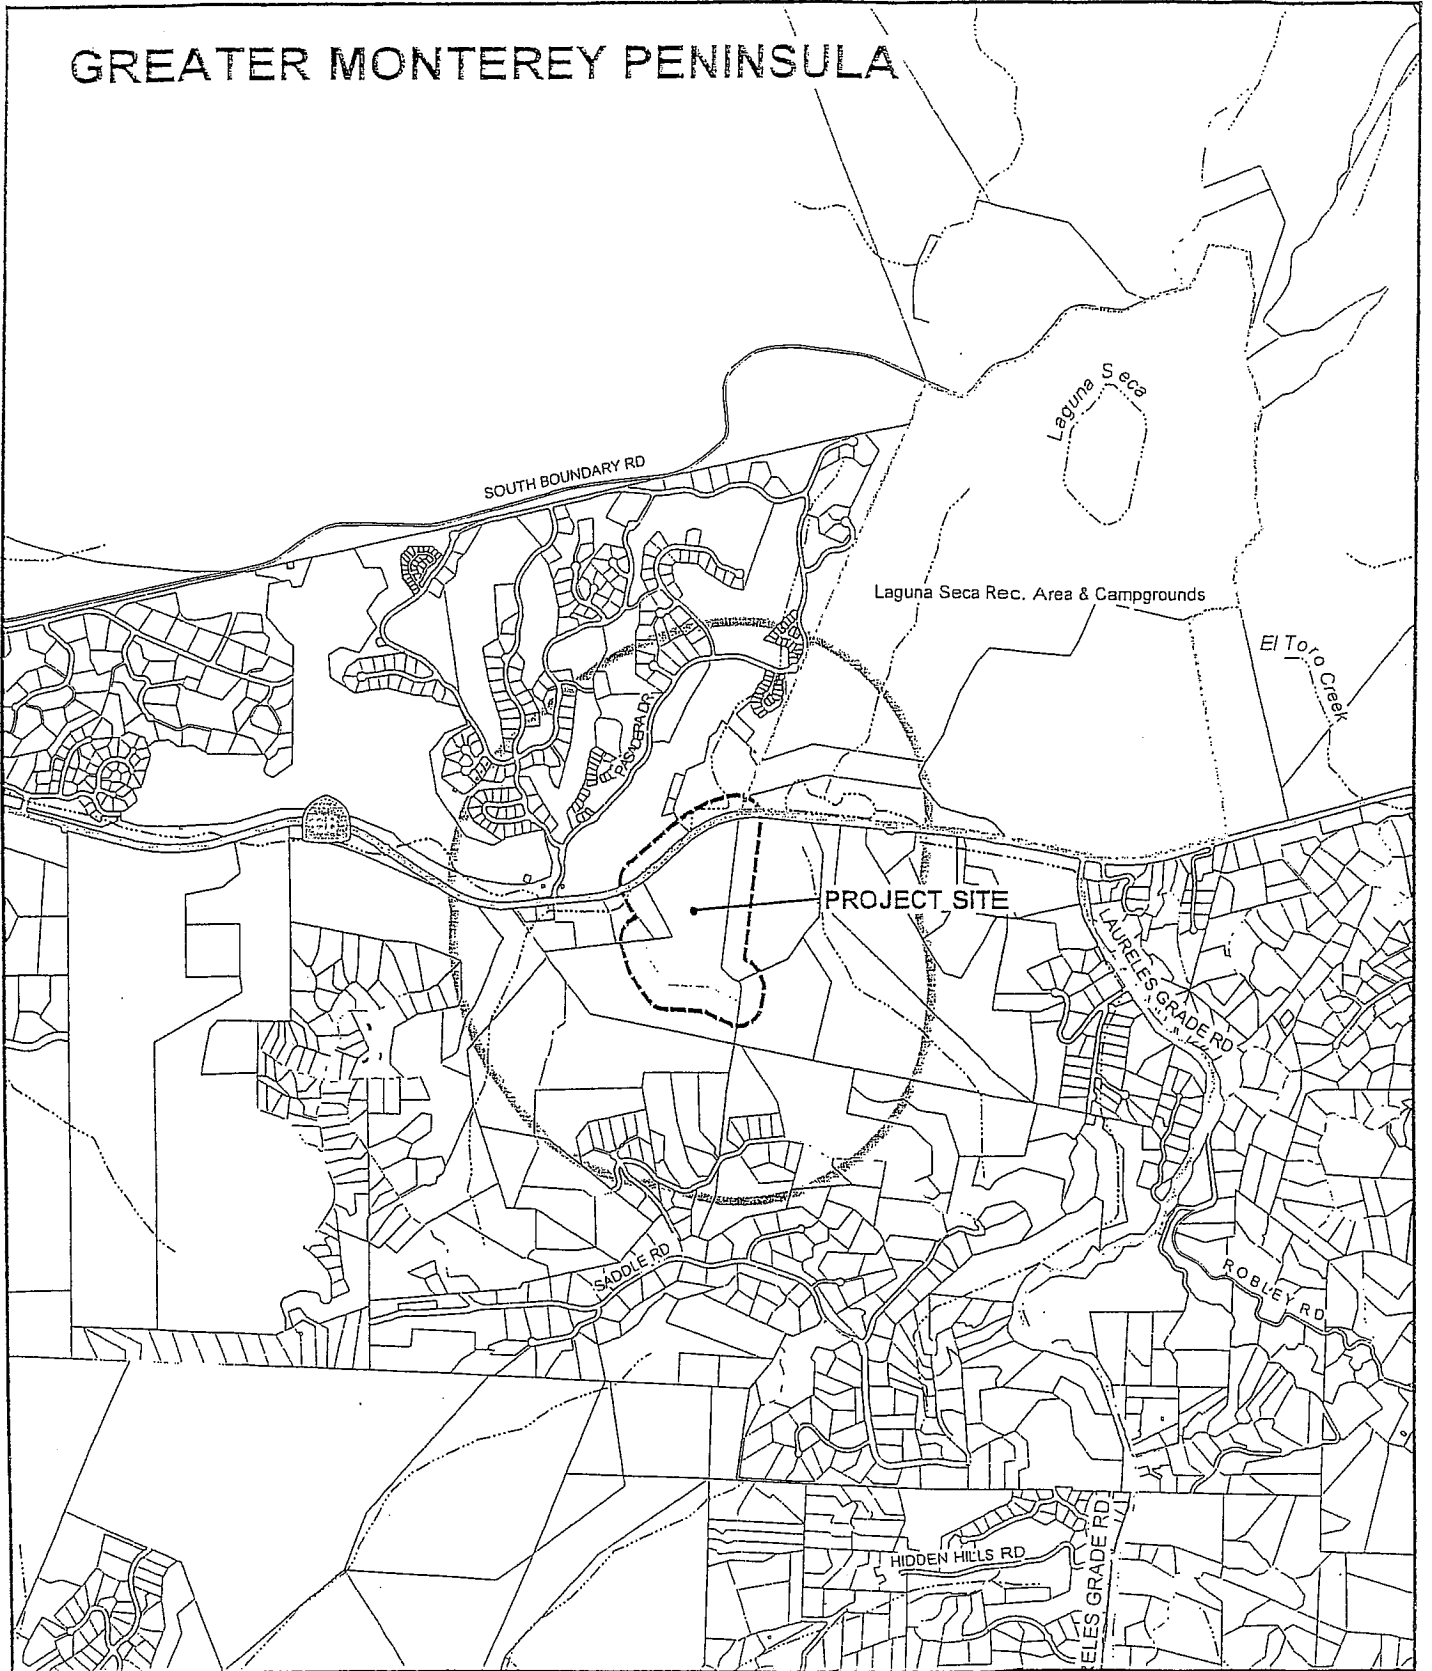 GREATER MONTEREY PENINSULA
Laguna Seca
SOUTH BOUNDARY RD
Laguna Seca Rec. Area & Campgrounds
El Toro Creek
PASADERA DR
PROJECT SITE
LAURELES GRADE RD
SADDLE RD
ROBLEY RD
HIDDEN HILLS RD
RELES GRADE RD